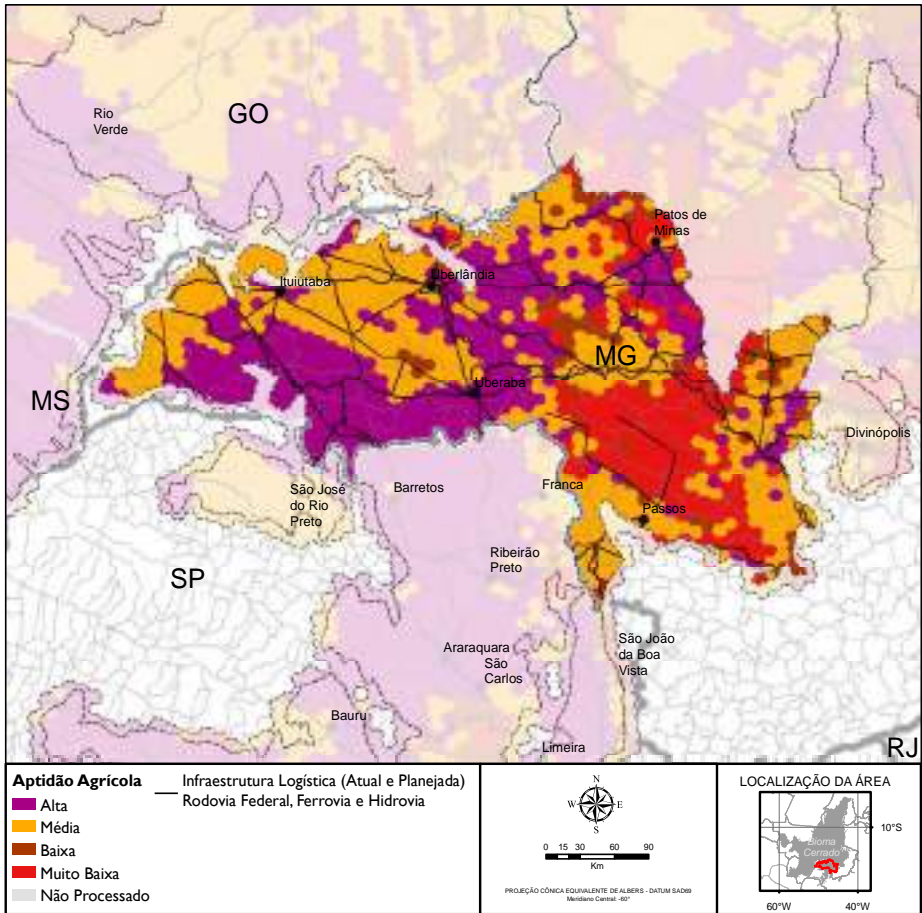 GO
Rio
Verde
Patos de
Minas
Uberlândia
Ituiutaba
MG
MS
Uberaba
Divinópolis
São José
do Rio
Preto
Barretos
Franca
Passos
Ribeirão
Preto
SP
Araraquara
São
Carlos
São João
da Boa
Vista
Bauru
Limeira
RJ
Aptidão Agrícola
Alta
Média
Baixa
Muito Baixa
Não Processado
Infraestrutura Logística (Atual e Planejada)
Rodovia Federal, Ferrovia e Hidrovia
N
W E
S
0 15 30 60 90
Km
PROJEÇÃO CÔNICA EQUIVALENTE DE ALBERS - DATUM SAD69
Meridiano Central: -60°
LOCALIZAÇÃO DA ÁREA
10°S
Bioma
Cerrado
60°W 40°W